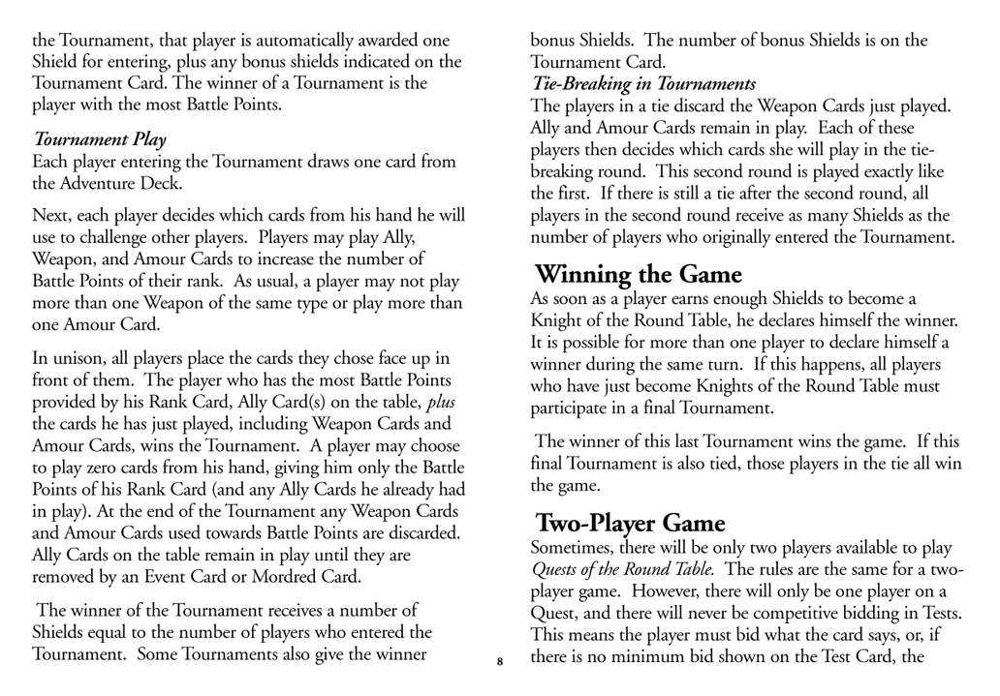 the Tournament, that player is automatically awarded one
Shield for entering, plus any bonus shields indicated on the
Tournament Card. The winner of a Tournament is the
player with the most Battle Points.
Tournament Play
Each player entering the Tournament draws one card from
the Adventure Deck.
Next, each player decides which cards from his hand he will
use to challenge other players.  Players may play Ally,
Weapon, and Amour Cards to increase the number of
Battle Points of their rank.  As usual, a player may not play
more than one Weapon of the same type or play more than
one Amour Card.
In unison, all players place the cards they chose face up in
front of them.  The player who has the most Battle Points
provided by his Rank Card, Ally Card(s) on the table, plus
the cards he has just played, including Weapon Cards and
Amour Cards, wins the Tournament.  A player may choose
to play zero cards from his hand, giving him only the Battle
Points of his Rank Card (and any Ally Cards he already had
in play). At the end of the Tournament any Weapon Cards
and Amour Cards used towards Battle Points are discarded.
Ally Cards on the table remain in play until they are
removed by an Event Card or Mordred Card.
The winner of the Tournament receives a number of
Shields equal to the number of players who entered the
Tournament.  Some Tournaments also give the winner
bonus Shields.  The number of bonus Shields is on the
Tournament Card.
Tie-Breaking in Tournaments
The players in a tie discard the Weapon Cards just played.
Ally and Amour Cards remain in play.  Each of these
players then decides which cards she will play in the tie-
breaking round.  This second round is played exactly like
the first.  If there is still a tie after the second round, all
players in the second round receive as many Shields as the
number of players who originally entered the Tournament.
Winning the Game
As soon as a player earns enough Shields to become a
Knight of the Round Table, he declares himself the winner.
It is possible for more than one player to declare himself a
winner during the same turn.  If this happens, all players
who have just become Knights of the Round Table must
participate in a final Tournament.
The winner of this last Tournament wins the game.  If this
final Tournament is also tied, those players in the tie all win
the game.
Two-Player Game
Sometimes, there will be only two players available to play
Quests of the Round Table.  The rules are the same for a two-
player game.  However, there will only be one player on a
Quest, and there will never be competitive bidding in Tests.
This means the player must bid what the card says, or, if
there is no minimum bid shown on the Test Card, the
8